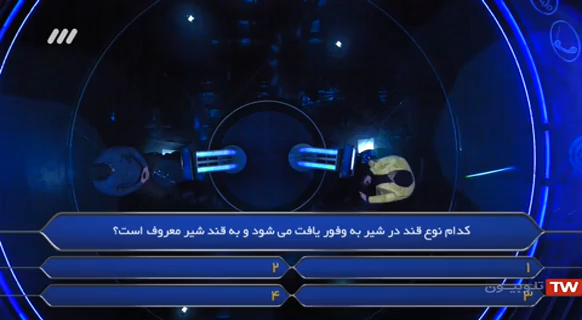 کدام نوع قند در شیر به وفور یافت می شود و به قند شیر معروف است؟
۱
۲
۳
۴
تلوبیون
TW